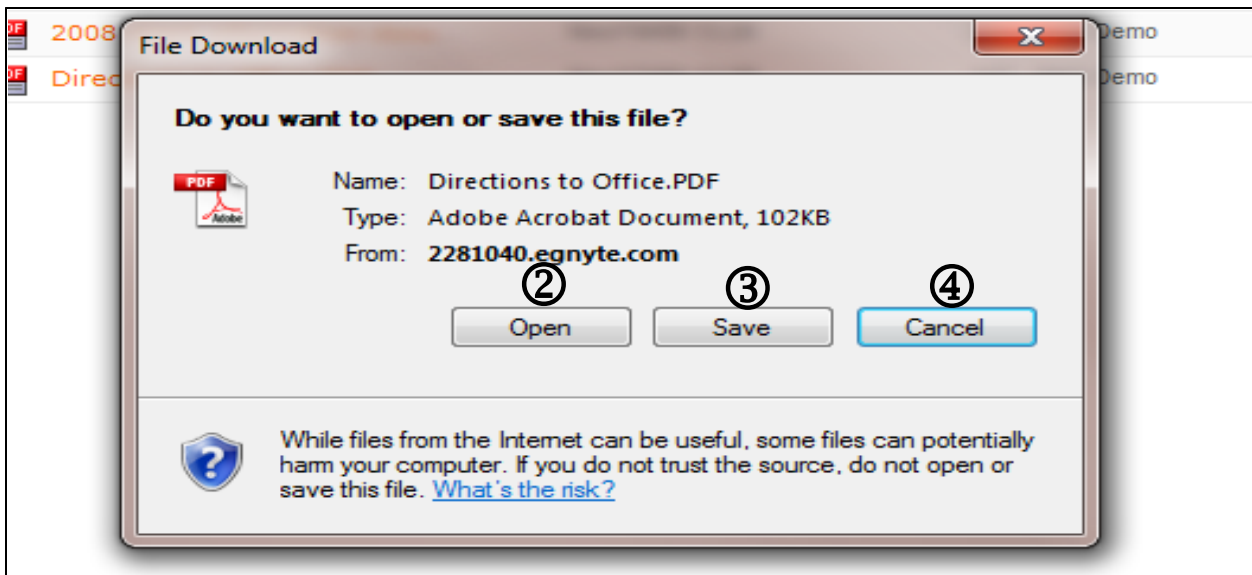 2008
Demo
File Download
Direc
Demo
Do you want to open or save this file?
PDF
Adobe
Name: Directions to Office.PDF
Type: Adobe Acrobat Document, 102KB
From: 2281040.egnyte.com
② ③ ④
Open Save Cancel
While files from the Internet can be useful, some files can potentially
harm your computer. If you do not trust the source, do not open or
save this file. What's the risk?